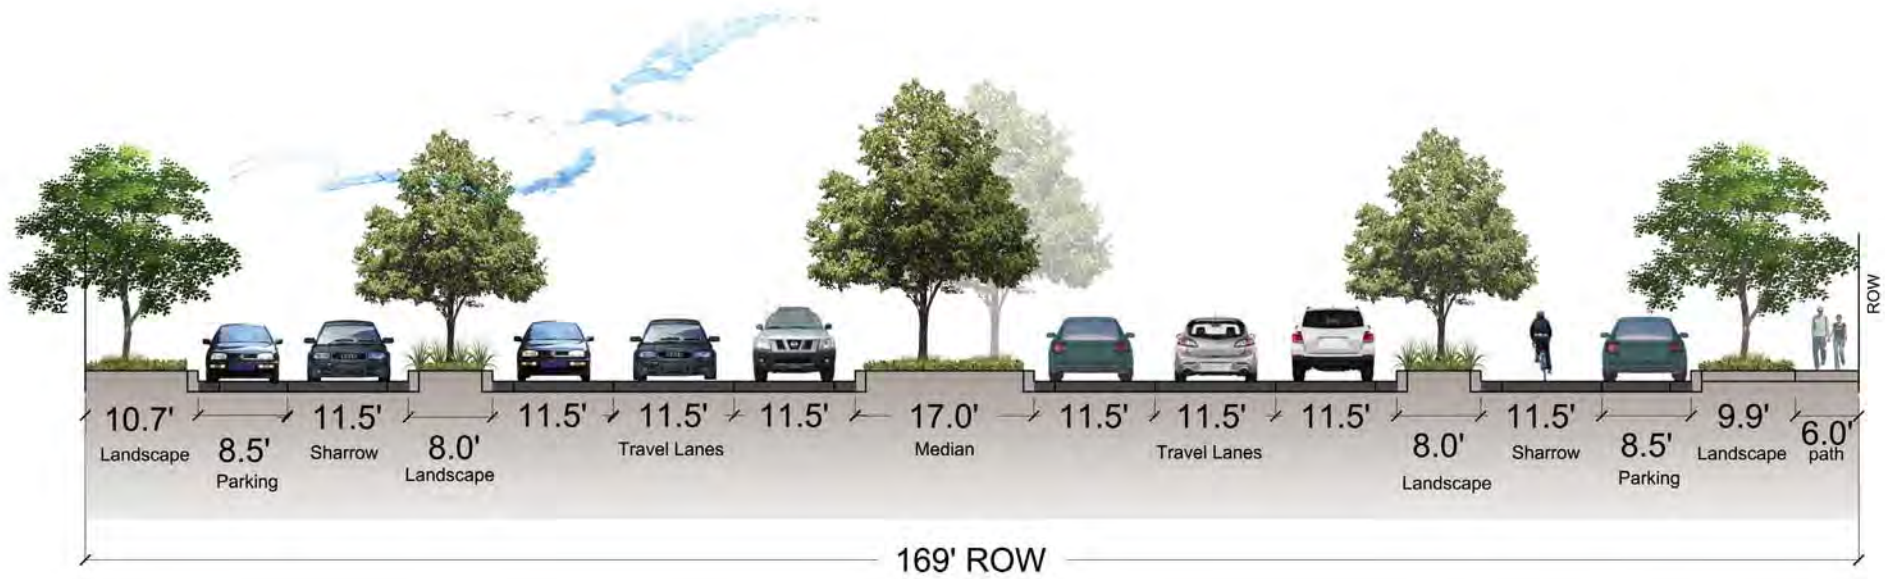 ROW
ROW
10.7'
Landscape
8.5'
Parking
11.5'
Sharrow
8.0'
Landscape
11.5' 11.5' 11.5'
Travel Lanes
17.0'
Median
11.5' 11.5' 11.5'
Travel Lanes
8.0'
Landscape
11.5'
Sharrow
8.5'
Parking
9.9'
Landscape
6.0'
path
169' ROW